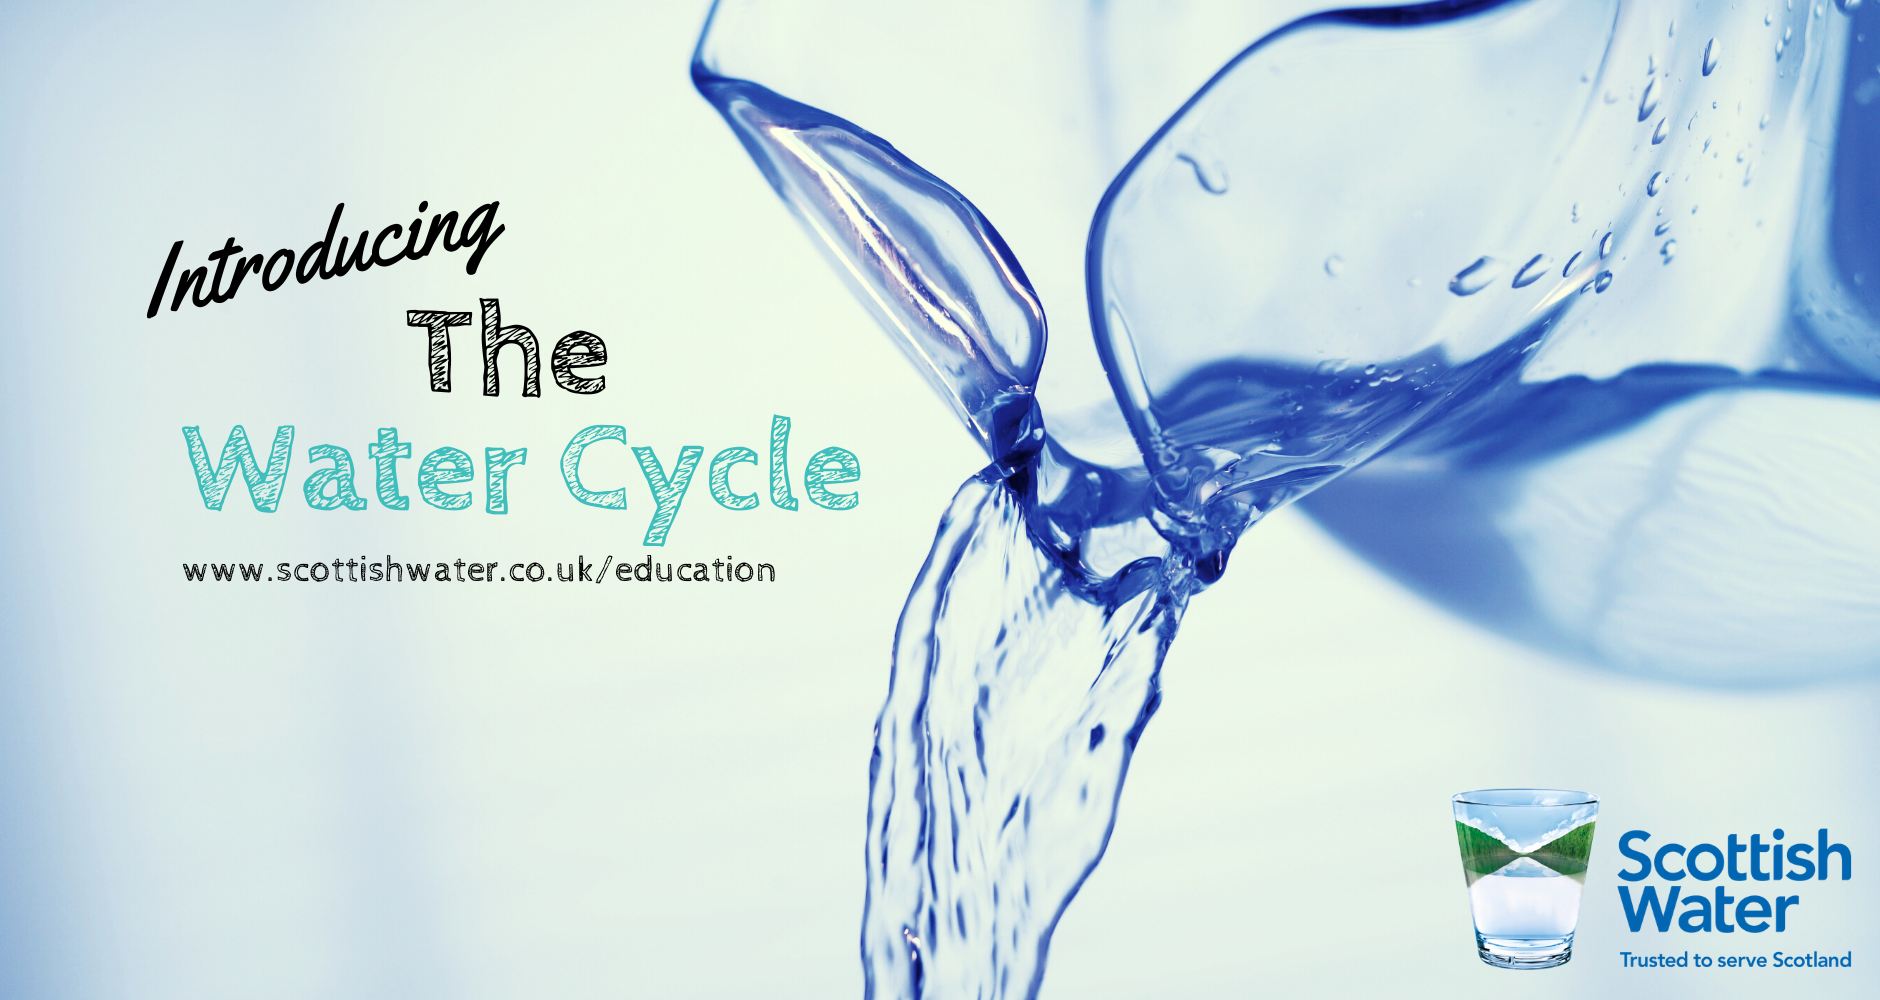 Introducing
The
Water Cycle
www.scottishwater.co.uk/education
Scottish
Water
Trusted to serve Scotland